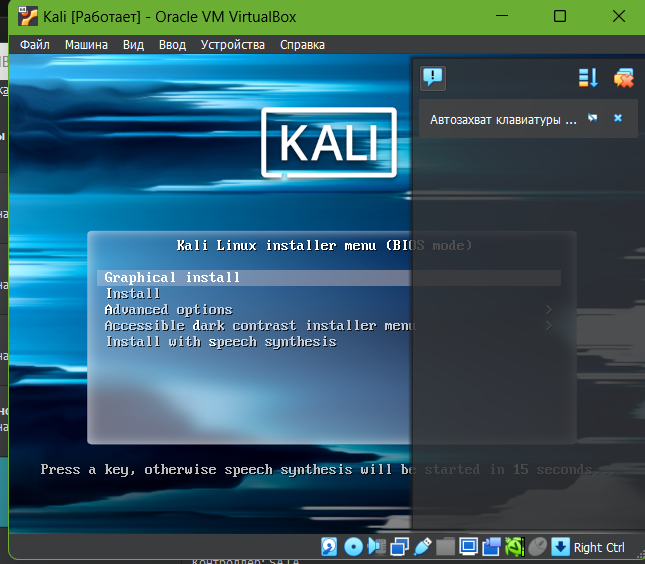 Kali [Работает] - Oracle VM VirtualBox
Файл Машина Вид Ввод Устройства Справка
Автозахват клавиатуры ...
KALI
Kali Linux installer menu (BIOS mode)
Graphical install
Install
Advanced options >
Accessible dark contrast installer menu >
Install with speech synthesis
Press a key, otherwise speech synthesis will be started in 15 seconds...
Right Ctrl